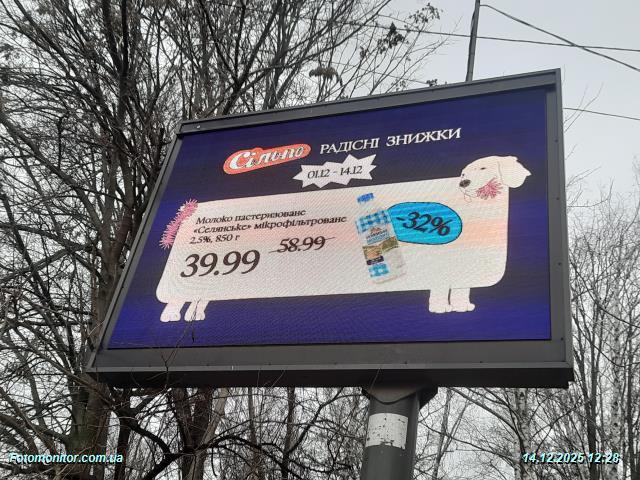 Сільпо РАДІСНІ ЗНИЖКИ
01.12 - 14.12
Молоко пастеризоване
«Селянське» мікрофільтроване
2,5%, 850 г
58.99
39.99
-32%
Fotomonitor.com.ua
14.12.2025 12:28